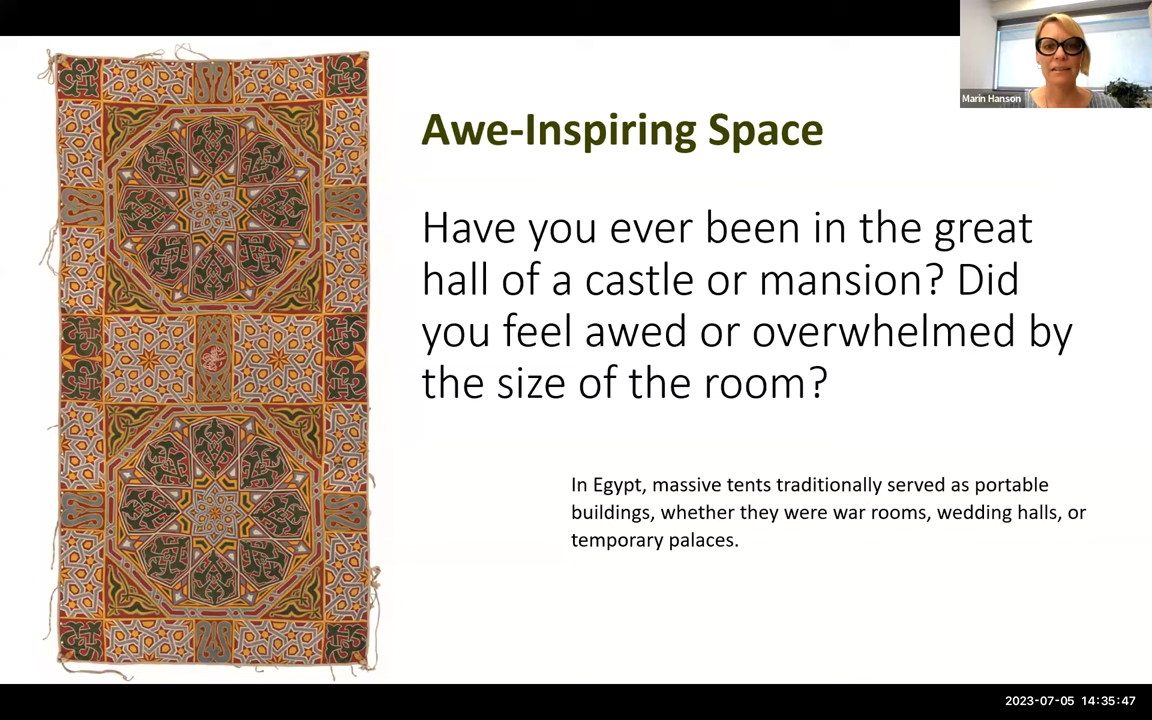 Marin Hanson
Awe-Inspiring Space
Have you ever been in the great
hall of a castle or mansion? Did
you feel awed or overwhelmed by
the size of the room?
In Egypt, massive tents traditionally served as portable
buildings, whether they were war rooms, wedding halls, or
temporary palaces.
2023-07-05 14:35:47